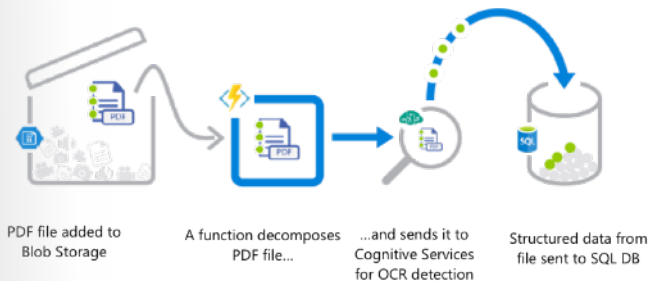 PDF
PDF
PDF
SQL
PDF file added to
Blob Storage
A function decomposes
PDF file...
...and sends it to
Cognitive Services
for OCR detection
Structured data from
file sent to SQL DB